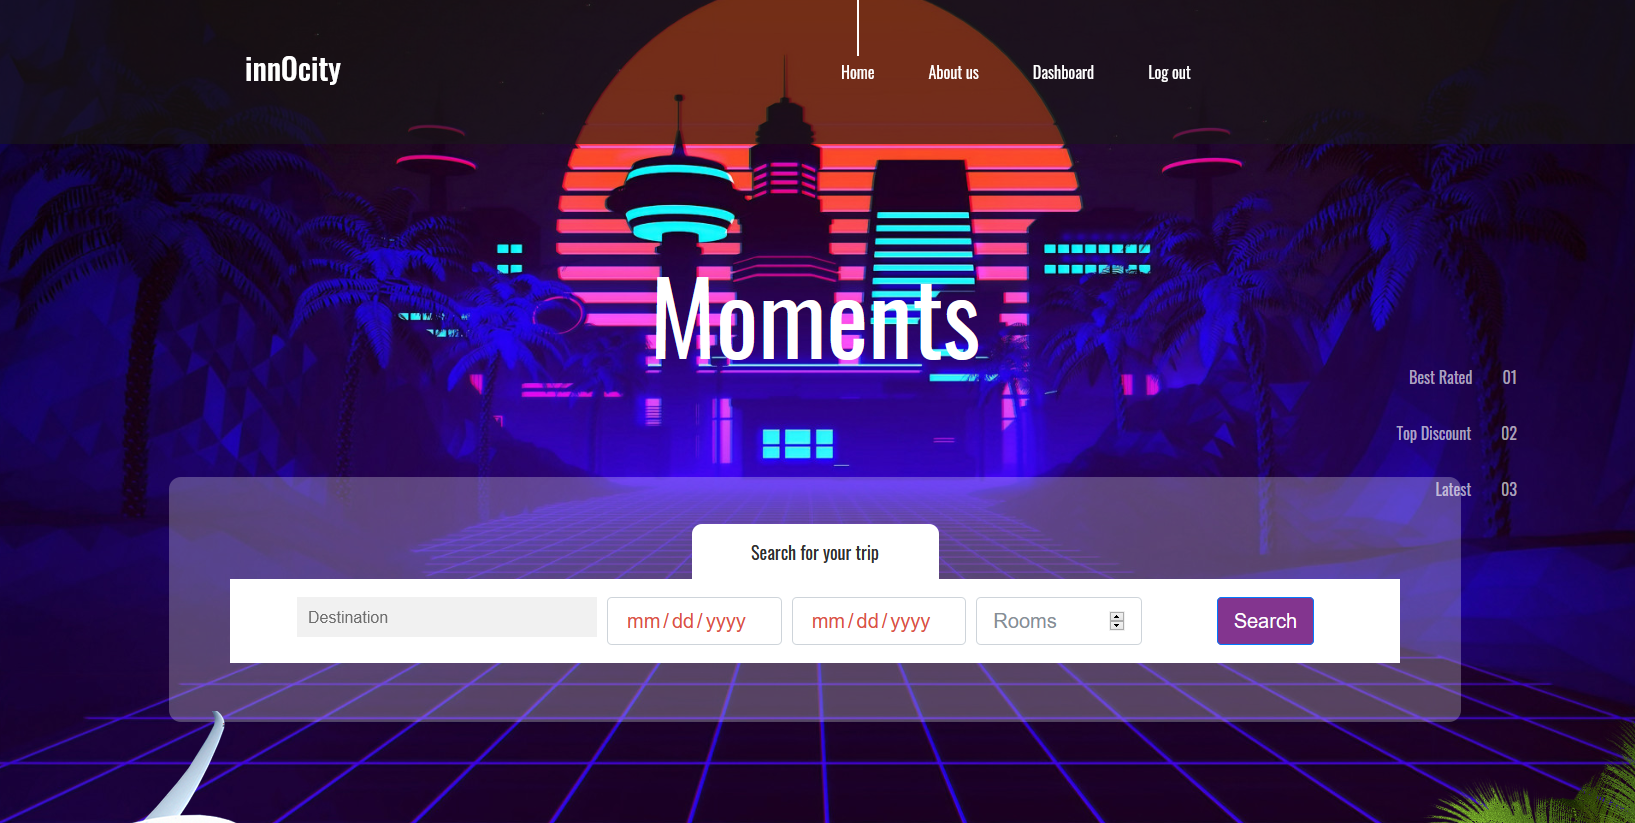 innOcity
Home
About us
Dashboard
Log out
Moments
Best Rated 01
Top Discount 02
Latest 03
Search for your trip
Destination
mm/dd/yyyy
mm/dd/yyyy
Rooms
Search